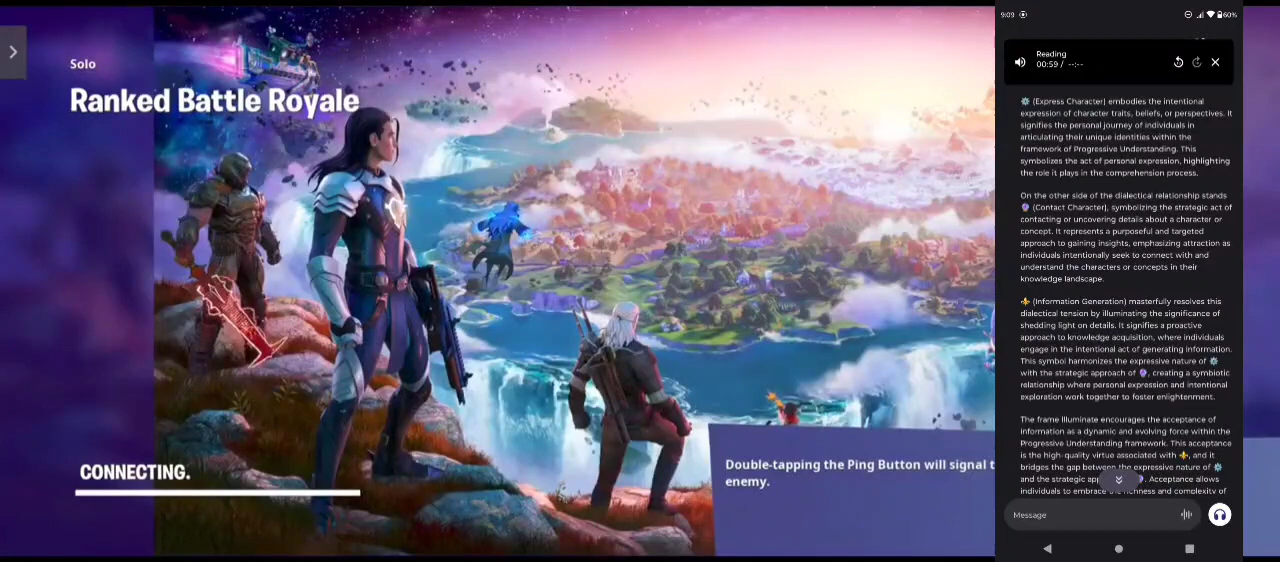 Solo
Ranked Battle Royale
CONNECTING.
Double-tapping the Ping Button will signal t
enemy.
9:09
60%
Reading
00:59 / --:--
⚙️ (Express Character) embodies the intentional
expression of character traits, beliefs, or perspectives. It
signifies the personal journey of individuals in
articulating their unique identities within the
framework of Progressive Understanding. This
symbolizes the act of personal expression, highlighting
the role it plays in the comprehension process.
On the other side of the dialectical relationship stands
🔮 (Contact Character), symbolizing the strategic act of
contacting or uncovering details about a character or
concept. It represents a purposeful and targeted
approach to gaining insights, emphasizing attraction as
individuals intentionally seek to connect with and
understand the characters or concepts in their
knowledge landscape.
⚜️ (Information Generation) masterfully resolves this
dialectical tension by illuminating the significance of
shedding light on details. It signifies a proactive
approach to knowledge acquisition, where individuals
engage in the intentional act of generating information.
This symbol harmonizes the expressive nature of ⚙️
with the strategic approach of 🔮, creating a symbiotic
relationship where personal expression and intentional
exploration work together to foster enlightenment.
The frame Illuminate encourages the acceptance of
information as a dynamic and evolving force within the
Progressive Understanding framework. This acceptance
is the high-quality virtue associated with ⚜️, and it
bridges the gap between the expressive nature of ⚙️
and the strategic app 🔮. Acceptance allows
individuals to embrace the richness and complexity of
Message